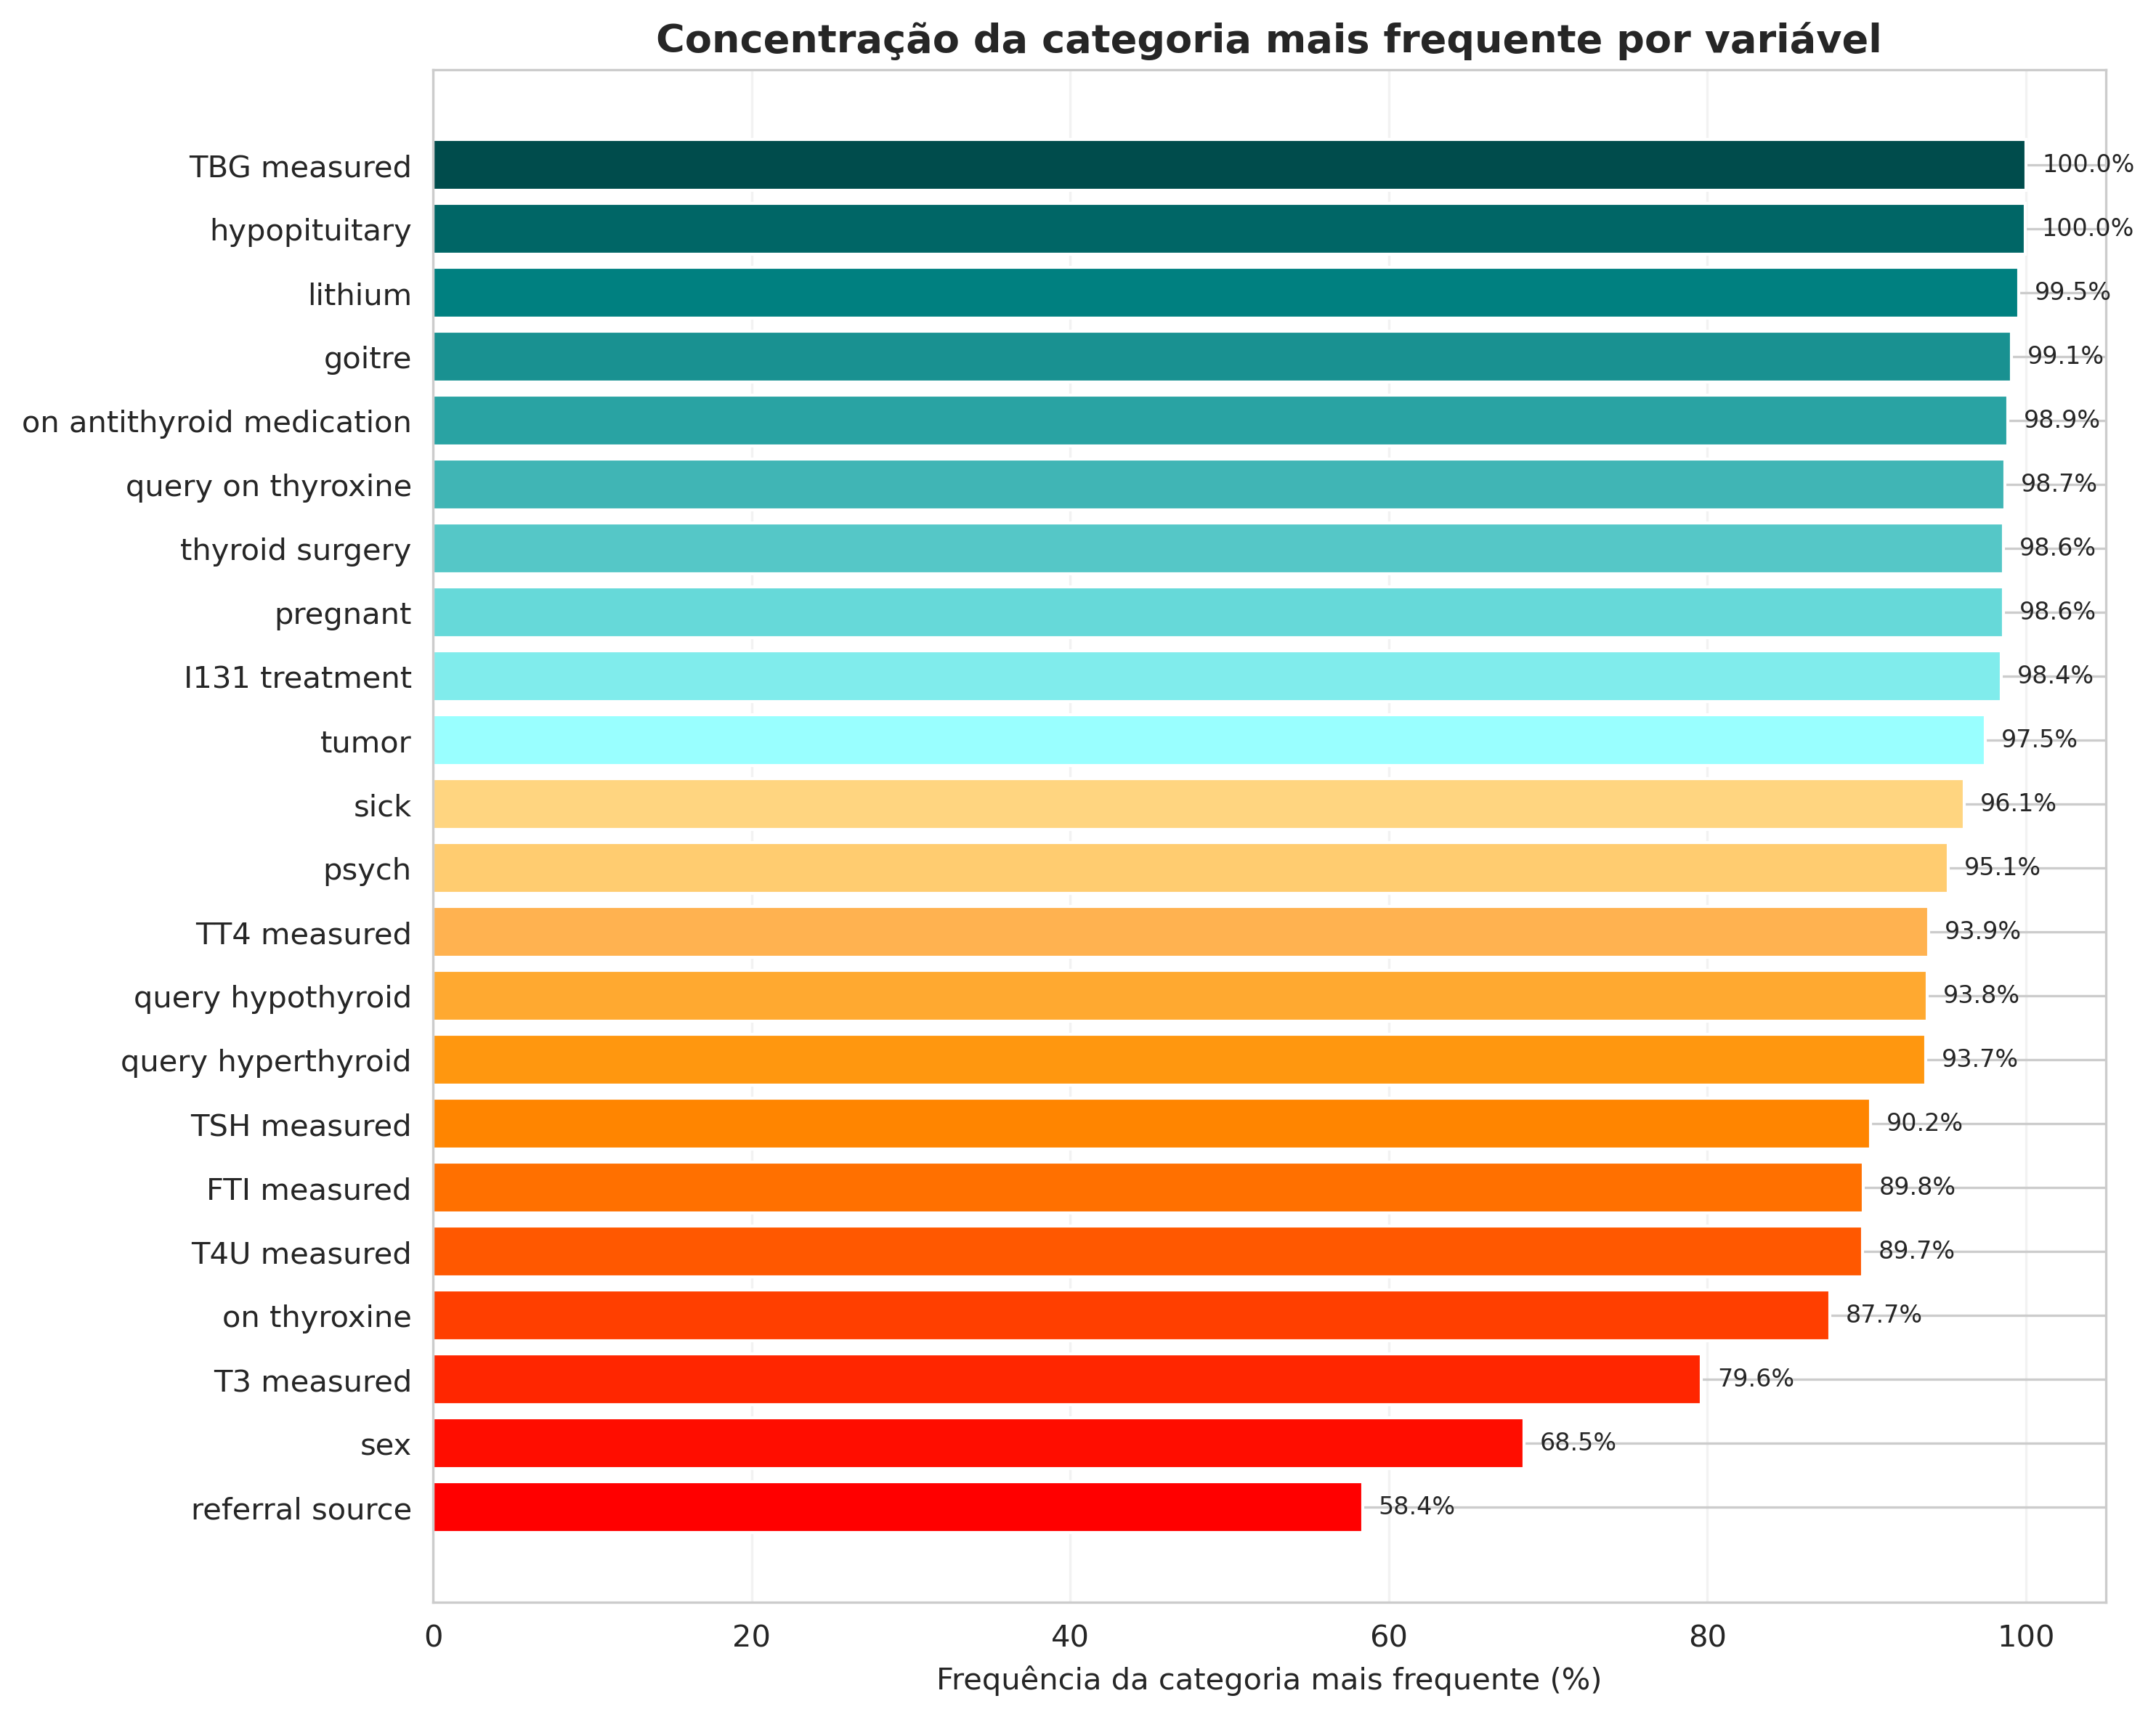 Concentração da categoria mais frequente por variável
TBG measured 100.0%
hypopituitary 100.0%
lithium 99.5%
goitre 99.1%
on antithyroid medication 98.9%
query on thyroxine 98.7%
thyroid surgery 98.6%
pregnant 98.6%
I131 treatment 98.4%
tumor 97.5%
sick 96.1%
psych 95.1%
TT4 measured 93.9%
query hypothyroid 93.8%
query hyperthyroid 93.7%
TSH measured 90.2%
FTI measured 89.8%
T4U measured 89.7%
on thyroxine 87.7%
T3 measured 79.6%
sex 68.5%
referral source 58.4%
0 20 40 60 80 100
Frequência da categoria mais frequente (%)